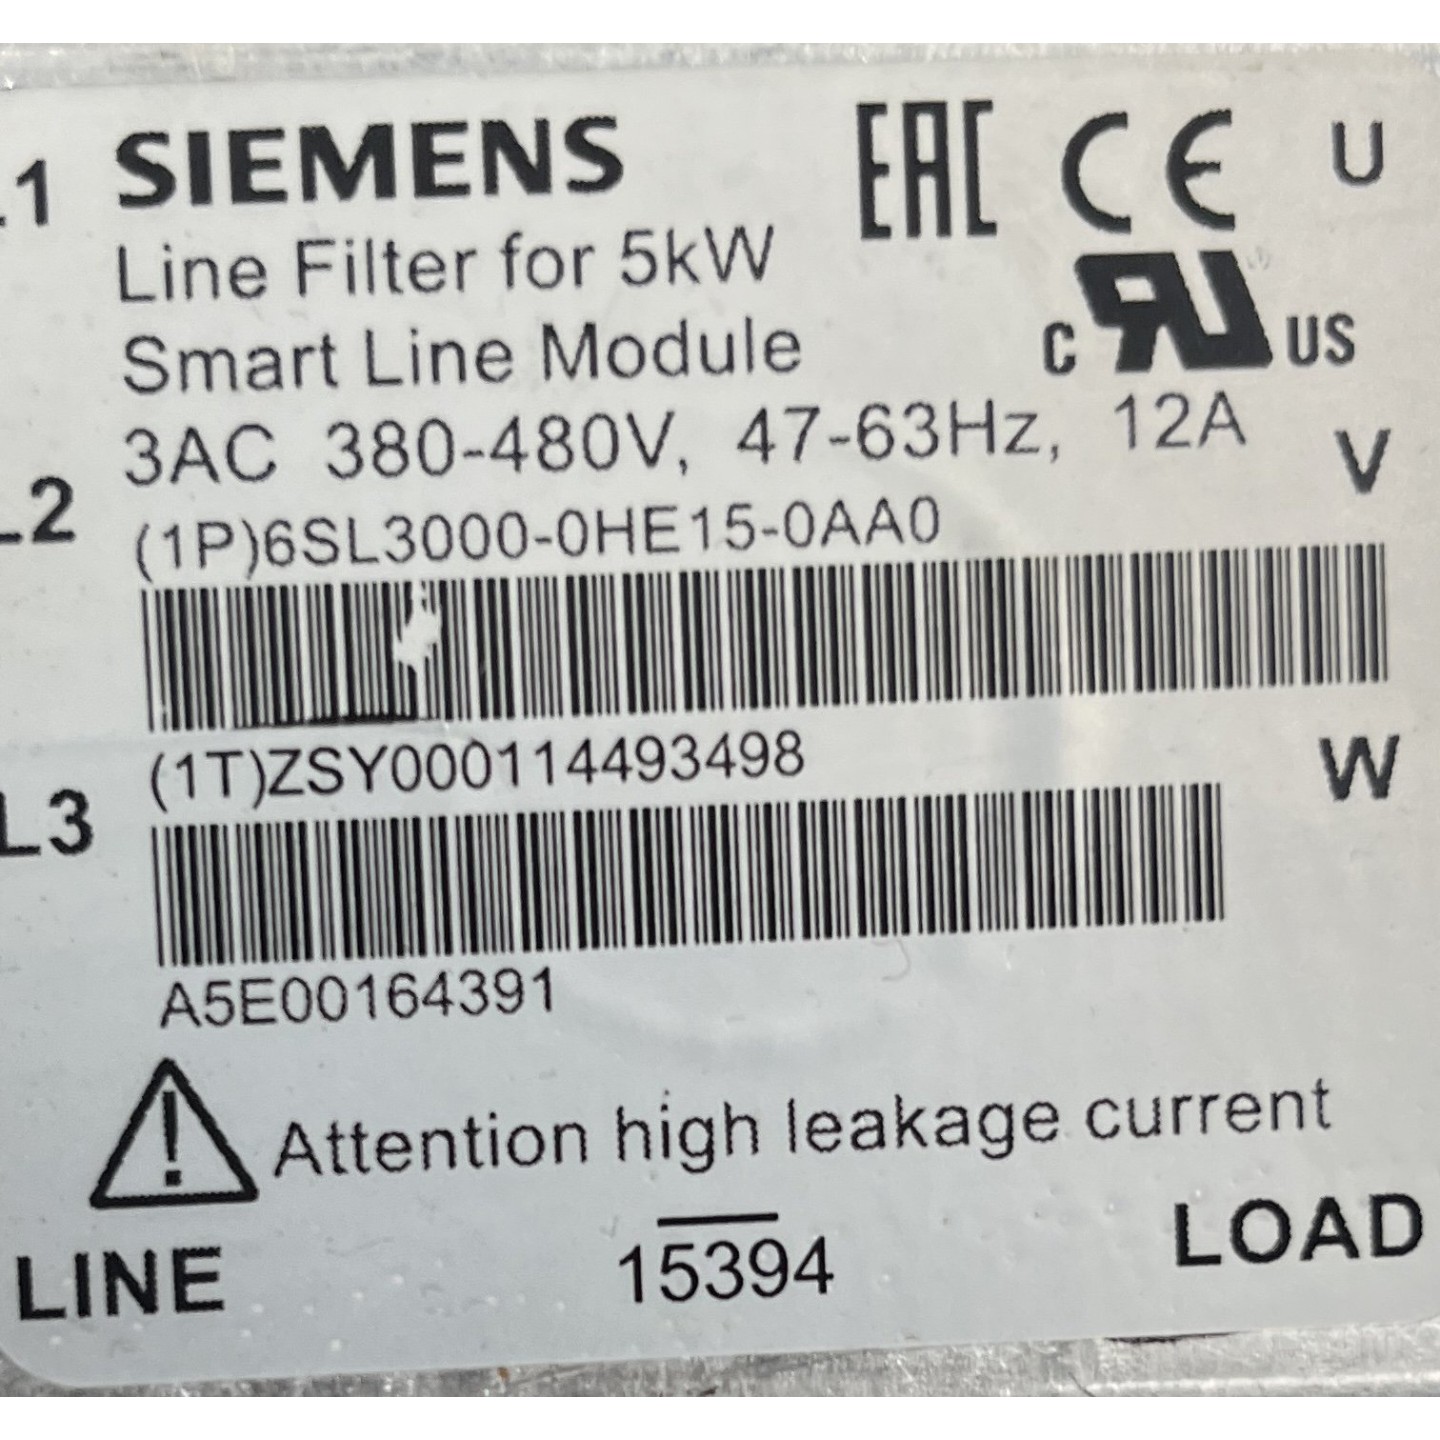 SIEMENS
EAC CE
L1
U
Line Filter for 5kW
Smart Line Module
c RU US
3AC 380-480V, 47-63Hz, 12A
L2
V
(1P)6SL3000-0HE15-0AA0
(1T)ZSY000114493498
L3
W
A5E00164391
Attention high leakage current
LINE
15394
LOAD